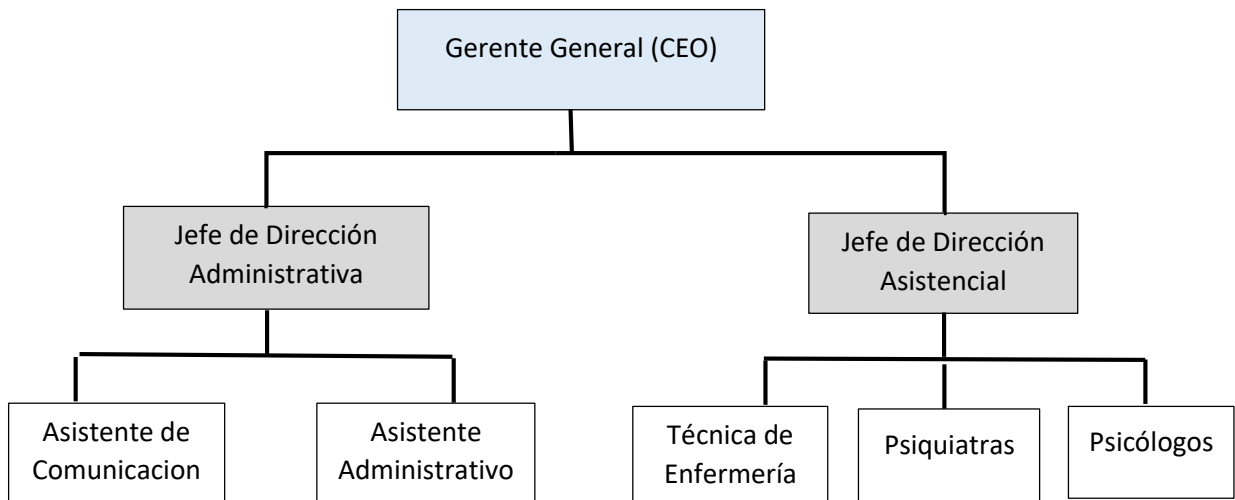 Gerente General (CEO)
Jefe de Dirección
Administrativa
Jefe de Dirección
Asistencial
Asistente de
Comunicacion
Asistente
Administrativo
Técnica de
Enfermería
Psiquiatras
Psicólogos